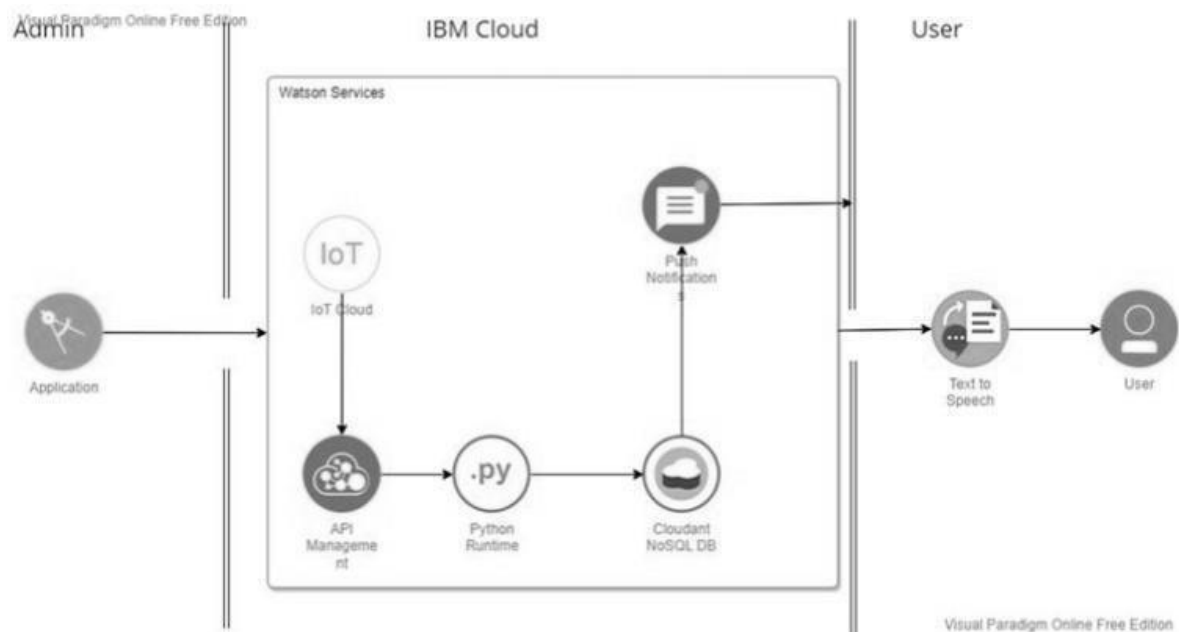 Visual Paradigm Online Free Edition
Admin
IBM Cloud
User
Watson Services
IoT
IoT Cloud
Push
Notification
s
Application
Text to
Speech
User
.py
API
Manageme
nt
Python
Runtime
Cloudant
NoSQL DB
Visual Paradigm Online Free Edition